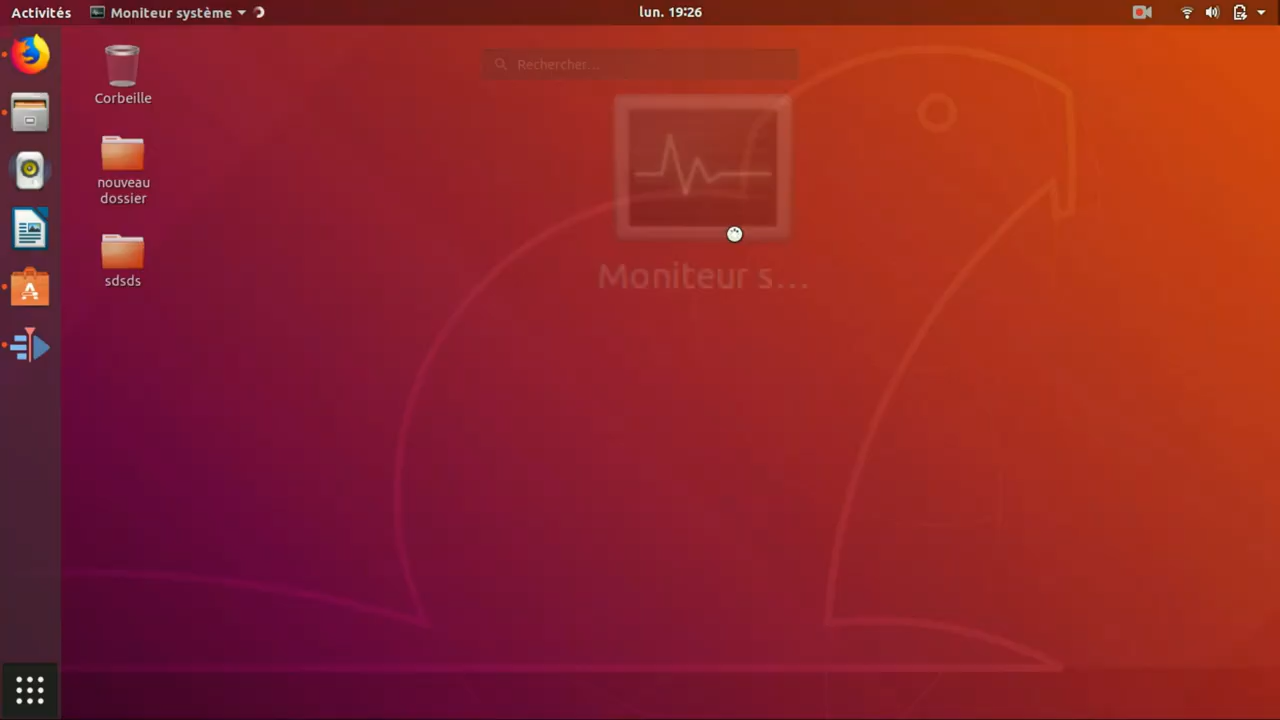 Activités
Moniteur système
lun. 19:26
Rechercher...
Corbeille
Moniteur s...
nouveau
dossier
sdsds